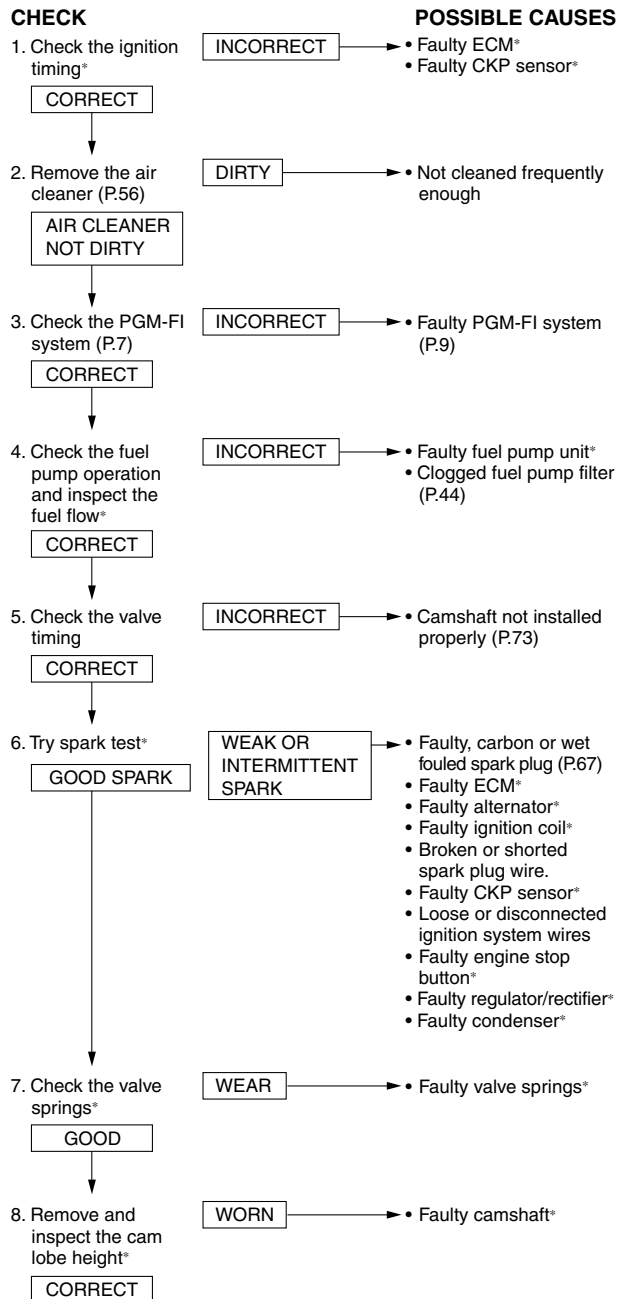 CHECK POSSIBLE CAUSES
1. Check the ignition
timing*
INCORRECT
• Faulty ECM*
• Faulty CKP sensor*
CORRECT
2. Remove the air
cleaner (P.56)
DIRTY
• Not cleaned frequently
enough
AIR CLEANER
NOT DIRTY
3. Check the PGM-FI
system (P.7)
INCORRECT
• Faulty PGM-FI system
(P.9)
CORRECT
4. Check the fuel
pump operation
and inspect the
fuel flow*
INCORRECT
• Faulty fuel pump unit*
• Clogged fuel pump filter
(P.44)
CORRECT
5. Check the valve
timing
INCORRECT
• Camshaft not installed
properly (P.73)
CORRECT
6. Try spark test*
WEAK OR
INTERMITTENT
SPARK
• Faulty, carbon or wet
fouled spark plug (P.67)
• Faulty ECM*
• Faulty alternator*
• Faulty ignition coil*
• Broken or shorted
spark plug wire.
• Faulty CKP sensor*
• Loose or disconnected
ignition system wires
• Faulty engine stop
button*
• Faulty regulator/rectifier*
• Faulty condenser*
GOOD SPARK
7. Check the valve
springs*
WEAR
• Faulty valve springs*
GOOD
8. Remove and
inspect the cam
lobe height*
WORN
• Faulty camshaft*
CORRECT